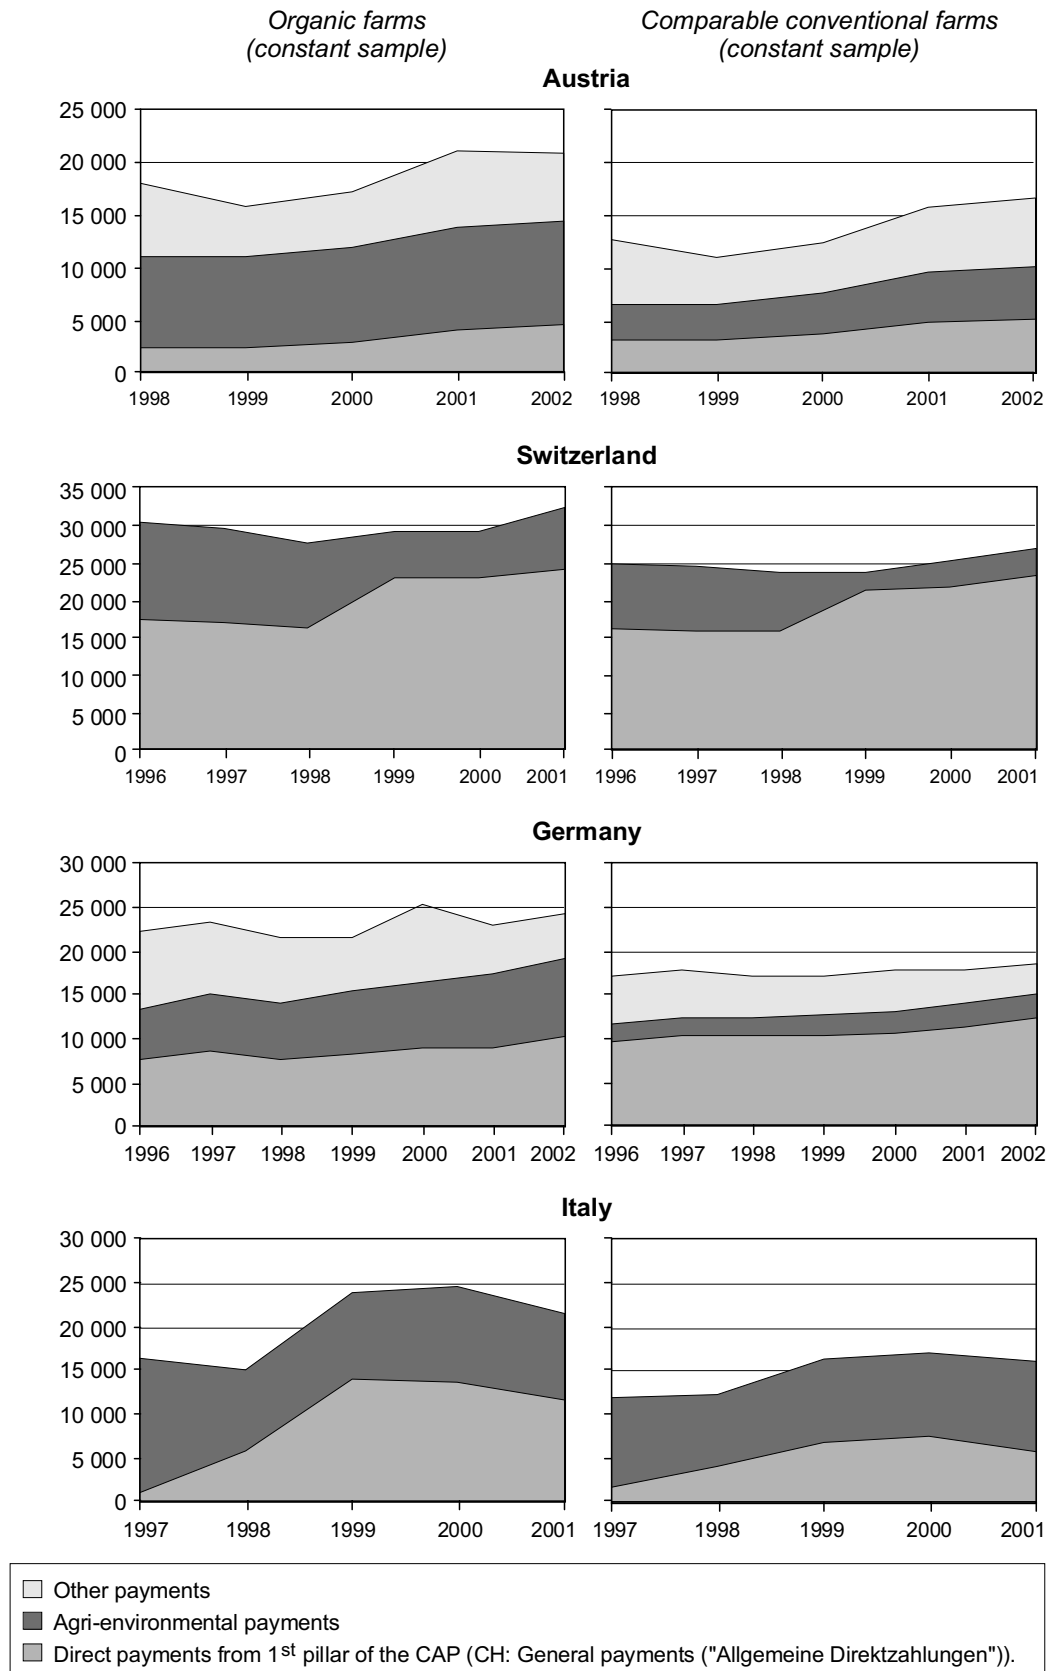 Organic farms
(constant sample)
Comparable conventional farms
(constant sample)
Austria
25 000
20 000
15 000
10 000
5 000
0
1998 1999 2000 2001 2002
1998 1999 2000 2001 2002
Switzerland
35 000
30 000
25 000
20 000
15 000
10 000
5 000
0
1996 1997 1998 1999 2000 2001
1996 1997 1998 1999 2000 2001
Germany
30 000
25 000
20 000
15 000
10 000
5 000
0
1996 1997 1998 1999 2000 2001 2002
1996 1997 1998 1999 2000 2001 2002
Italy
30 000
25 000
20 000
15 000
10 000
5 000
0
1997 1998 1999 2000 2001
1997 1998 1999 2000 2001
Other payments
Agri-environmental payments
Direct payments from 1st pillar of the CAP (CH: General payments ("Allgemeine Direktzahlungen")).